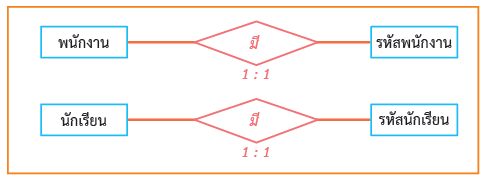 พนักงาน มี รหัสพนักงาน
1 : 1
นักเรียน มี รหัสนักเรียน
1 : 1